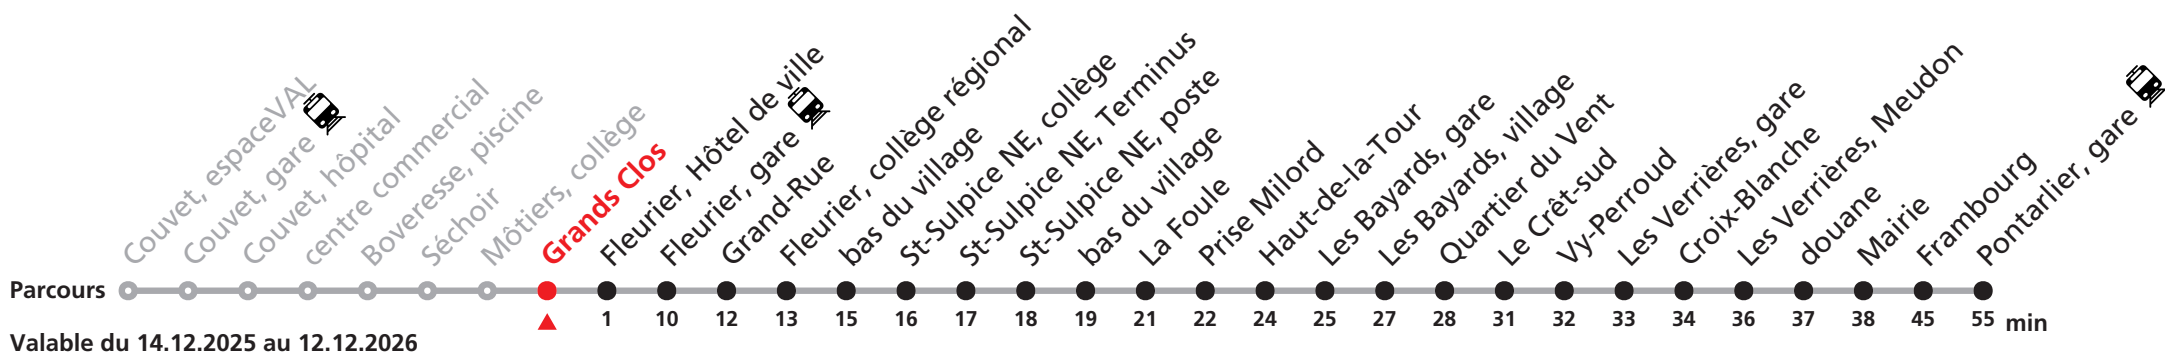 Couvet, espaceVAL
Couvet, gare
Couvet, hôpital
centre commercial
Boveresse, piscine
Séchoir
Môtiers, collège
Grands Clos
Fleurier, Hôtel de ville
Fleurier, gare
Grand-Rue
Fleurier, collège régional
bas du village
St-Sulpice NE, collège
St-Sulpice NE, Terminus
St-Sulpice NE, poste
bas du village
La Foule
Prise Milord
Haut-de-la-Tour
Les Bayards, gare
Les Bayards, village
Quartier du Vent
Le Crêt-sud
Vy-Perroud
Les Verrières, gare
Croix-Blanche
Les Verrières, Meudon
douane
Mairie
Frambourg
Pontarlier, gare
Parcours
1 10 12 13 15 16 17 18 19 21 22 24 25 27 28 31 32 33 34 36 37 38 45 55 min
Valable du 14.12.2025 au 12.12.2026